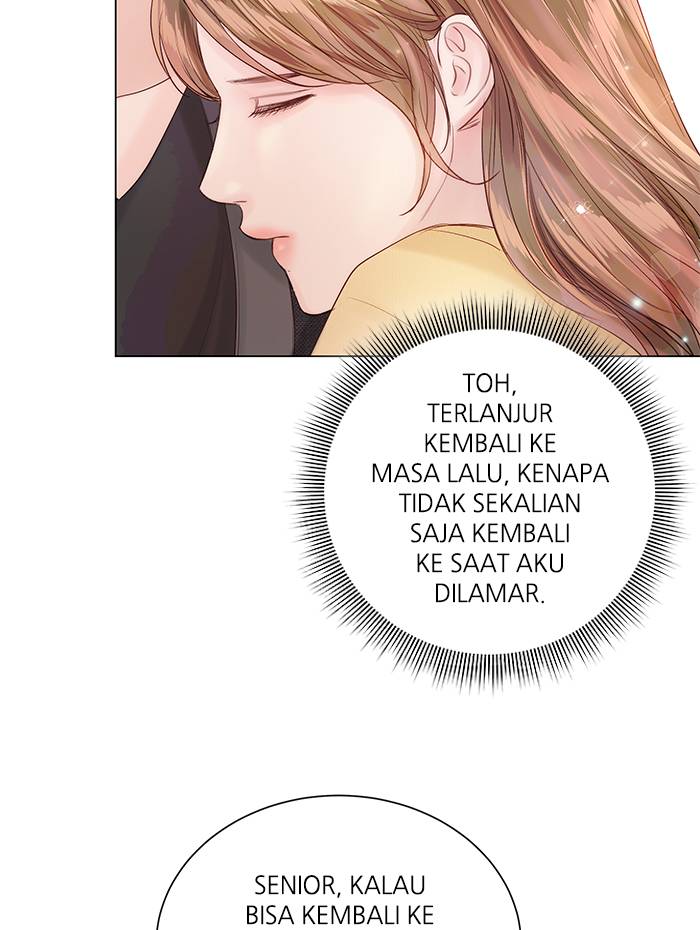 TOH,
TERLANJUR
KEMBALI KE
MASA LALU, KENAPA
TIDAK SEKALIAN
SAJA KEMBALI
KE SAAT AKU
DILAMAR.
SENIOR, KALAU
BISA KEMBALI KE